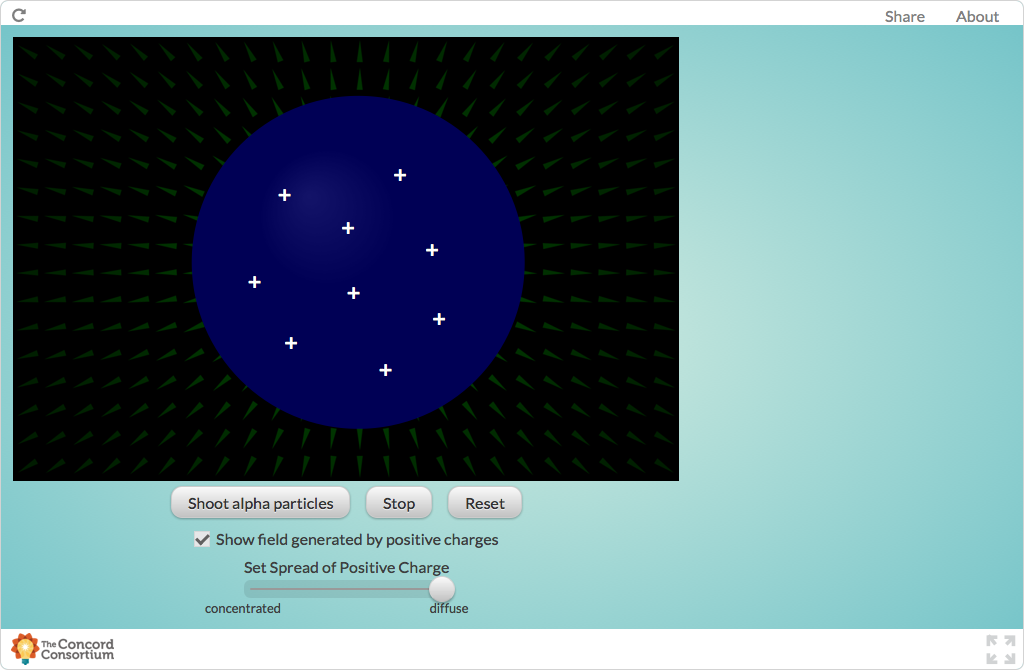 Share About
+
+
+
+
+
+
+
+
+
Shoot alpha particles Stop Reset
Show field generated by positive charges
Set Spread of Positive Charge
concentrated diffuse
The Concord
Consortium